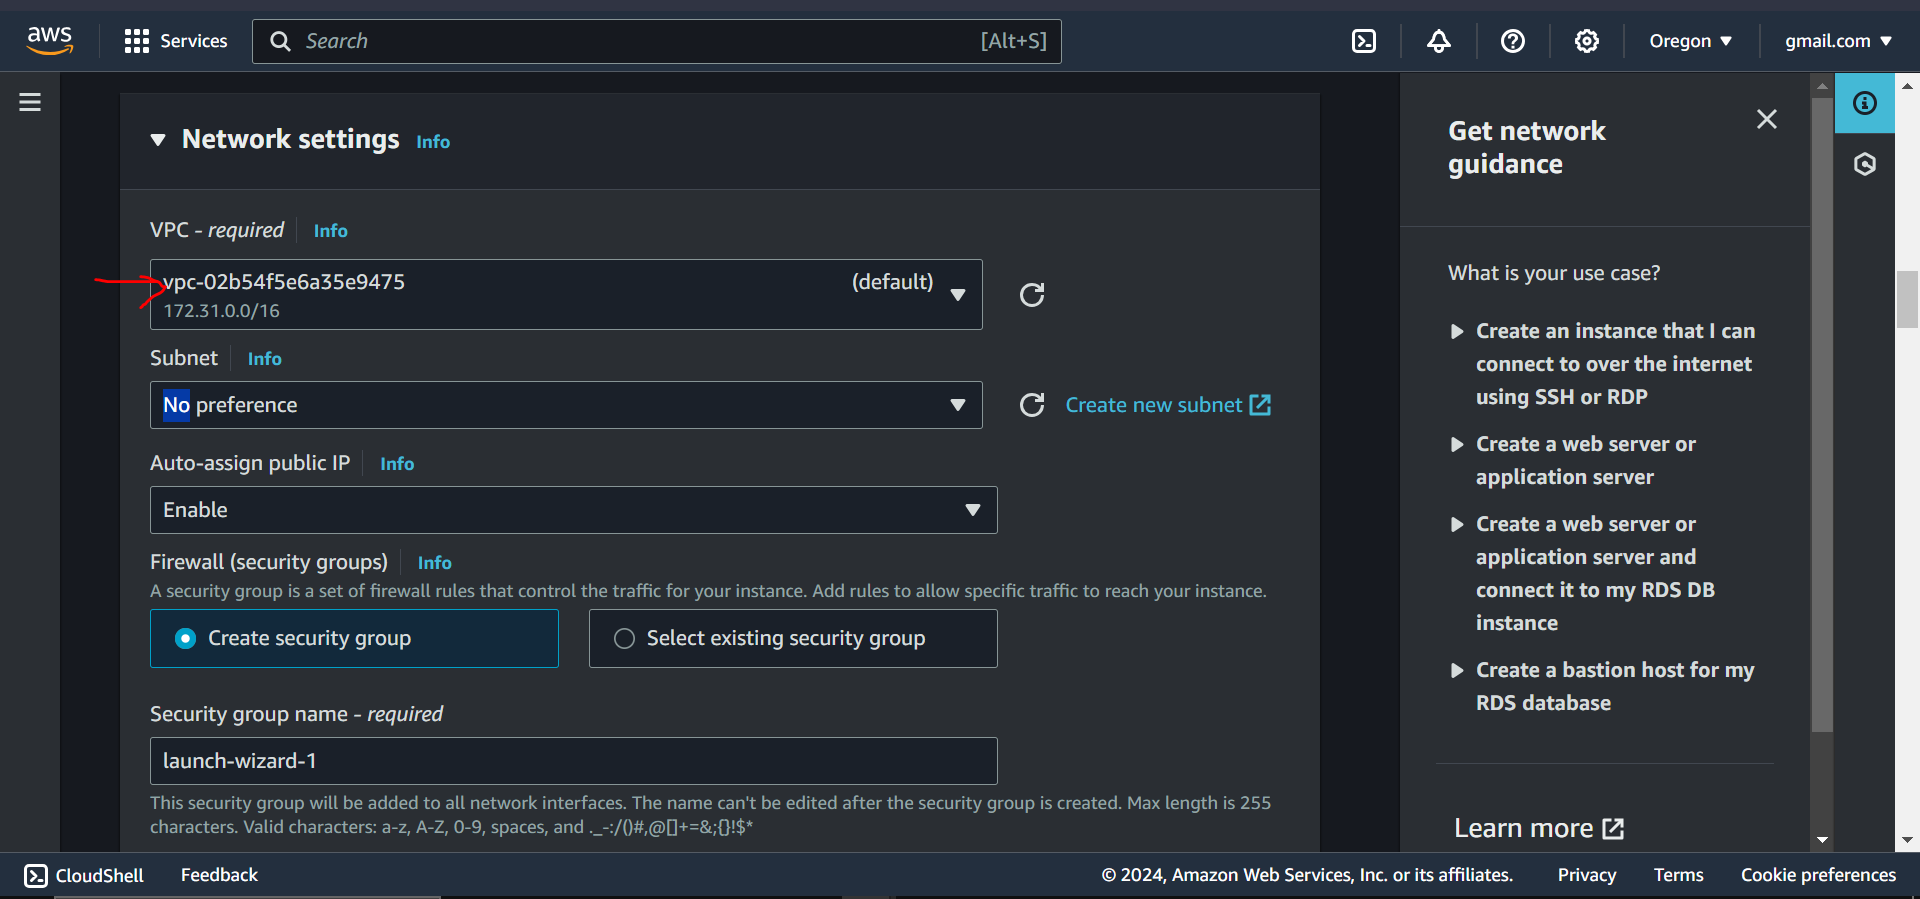 aws
Services
Search
[Alt+S]
Oregon
gmail.com
Network settings
Info
VPC - required
Info
vpc-02b54f5e6a35e9475
(default)
172.31.0.0/16
Subnet
Info
No preference
Create new subnet
Auto-assign public IP
Info
Enable
Firewall (security groups)
Info
A security group is a set of firewall rules that control the traffic for your instance. Add rules to allow specific traffic to reach your instance.
Create security group
Select existing security group
Security group name - required
launch-wizard-1
This security group will be added to all network interfaces. The name can't be edited after the security group is created. Max length is 255
characters. Valid characters: a-z, A-Z, 0-9, spaces, and ._-:/()#,@[]+=&;{}!$*
Get network
guidance
What is your use case?
Create an instance that I can
connect to over the internet
using SSH or RDP
Create a web server or
application server
Create a web server or
application server and
connect it to my RDS DB
instance
Create a bastion host for my
RDS database
Learn more
CloudShell
Feedback
© 2024, Amazon Web Services, Inc. or its affiliates.
Privacy
Terms
Cookie preferences